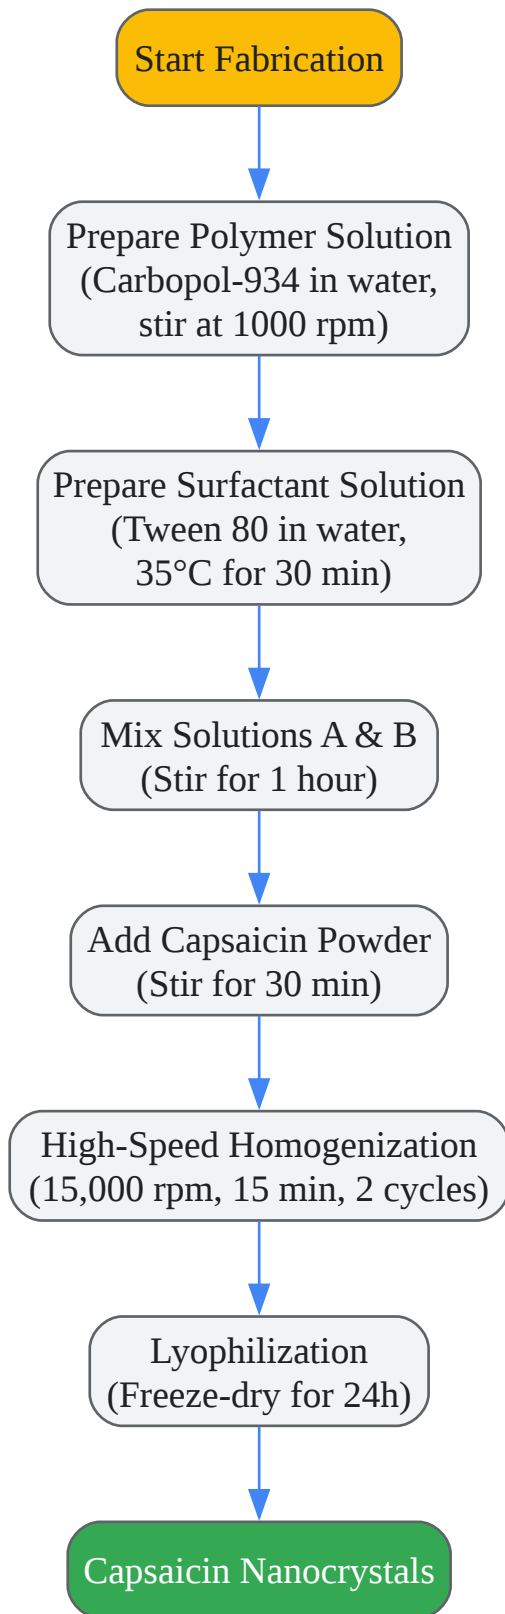 Start Fabrication
Prepare Polymer Solution
(Carbopol-934 in water,
stir at 1000 rpm)
Prepare Surfactant Solution
(Tween 80 in water,
35°C for 30 min)
Mix Solutions A & B
(Stir for 1 hour)
Add Capsaicin Powder
(Stir for 30 min)
High-Speed Homogenization
(15,000 rpm, 15 min, 2 cycles)
Lyophilization
(Freeze-dry for 24h)
Capsaicin Nanocrystals